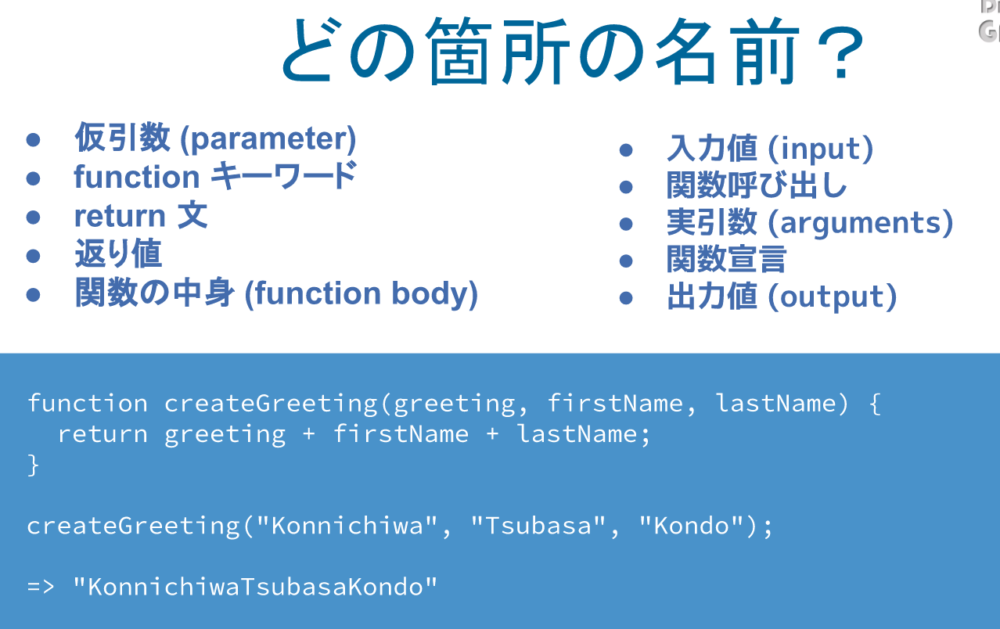 どの箇所の名前？
● 仮引数 (parameter)
● function キーワード
● return 文
● 返り値
● 関数の中身 (function body)
● 入力値 (input)
● 関数呼び出し
● 実引数 (arguments)
● 関数宣言
● 出力値 (output)
function createGreeting(greeting, firstName, lastName) {
  return greeting + firstName + lastName;
}
createGreeting("Konnichiwa", "Tsubasa", "Kondo");
=> "KonnichiwaTsubasaKondo"